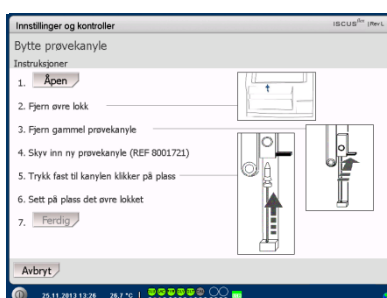 Innstillinger og kontroller
Bytte prøvekanyle
Instruksjoner
1. Åpen
2. Fjern øvre lokk
3. Fjern gammel prøvekanyle
4. Skyv inn ny prøvekanyle (REF 8001721)
5. Trykk fast til kanylen klikker på plass
6. Sett på plass det øvre lokket
7. Ferdig
Avbryt
25.11.2013 13:26 26,7 °C